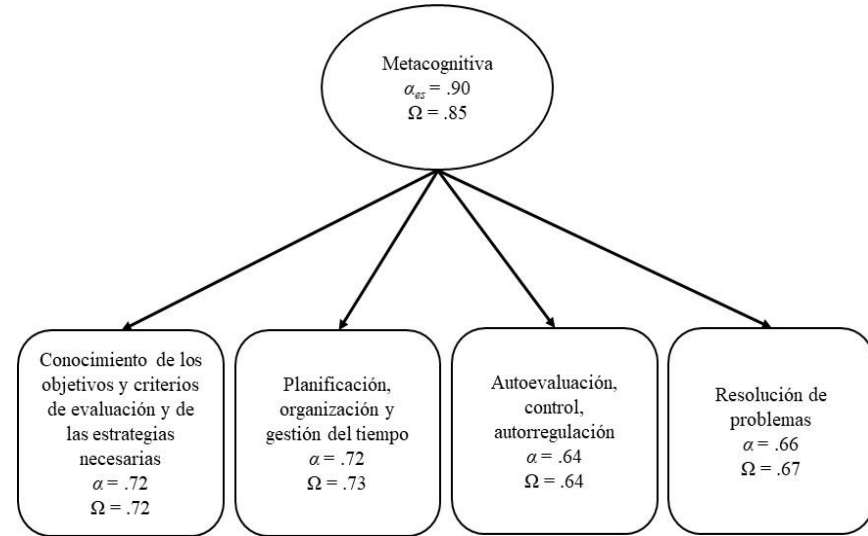 Metacognitiva
αes = .90
Ω = .85
Conocimiento de los
objetivos y criterios
de evaluación y de
las estrategias
necesarias
α = .72
Ω = .72
Planificación,
organización y
gestión del tiempo
α = .72
Ω = .73
Autoevaluación,
control,
autorregulación
α = .64
Ω = .64
Resolución de
problemas
α = .66
Ω = .67